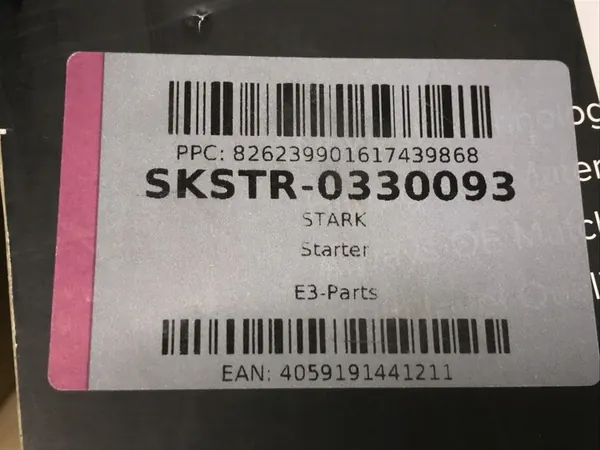 PPC: 826239901617439868
SKSTR-0330093
STARK
Starter
E3-Parts
EAN: 4059191441211